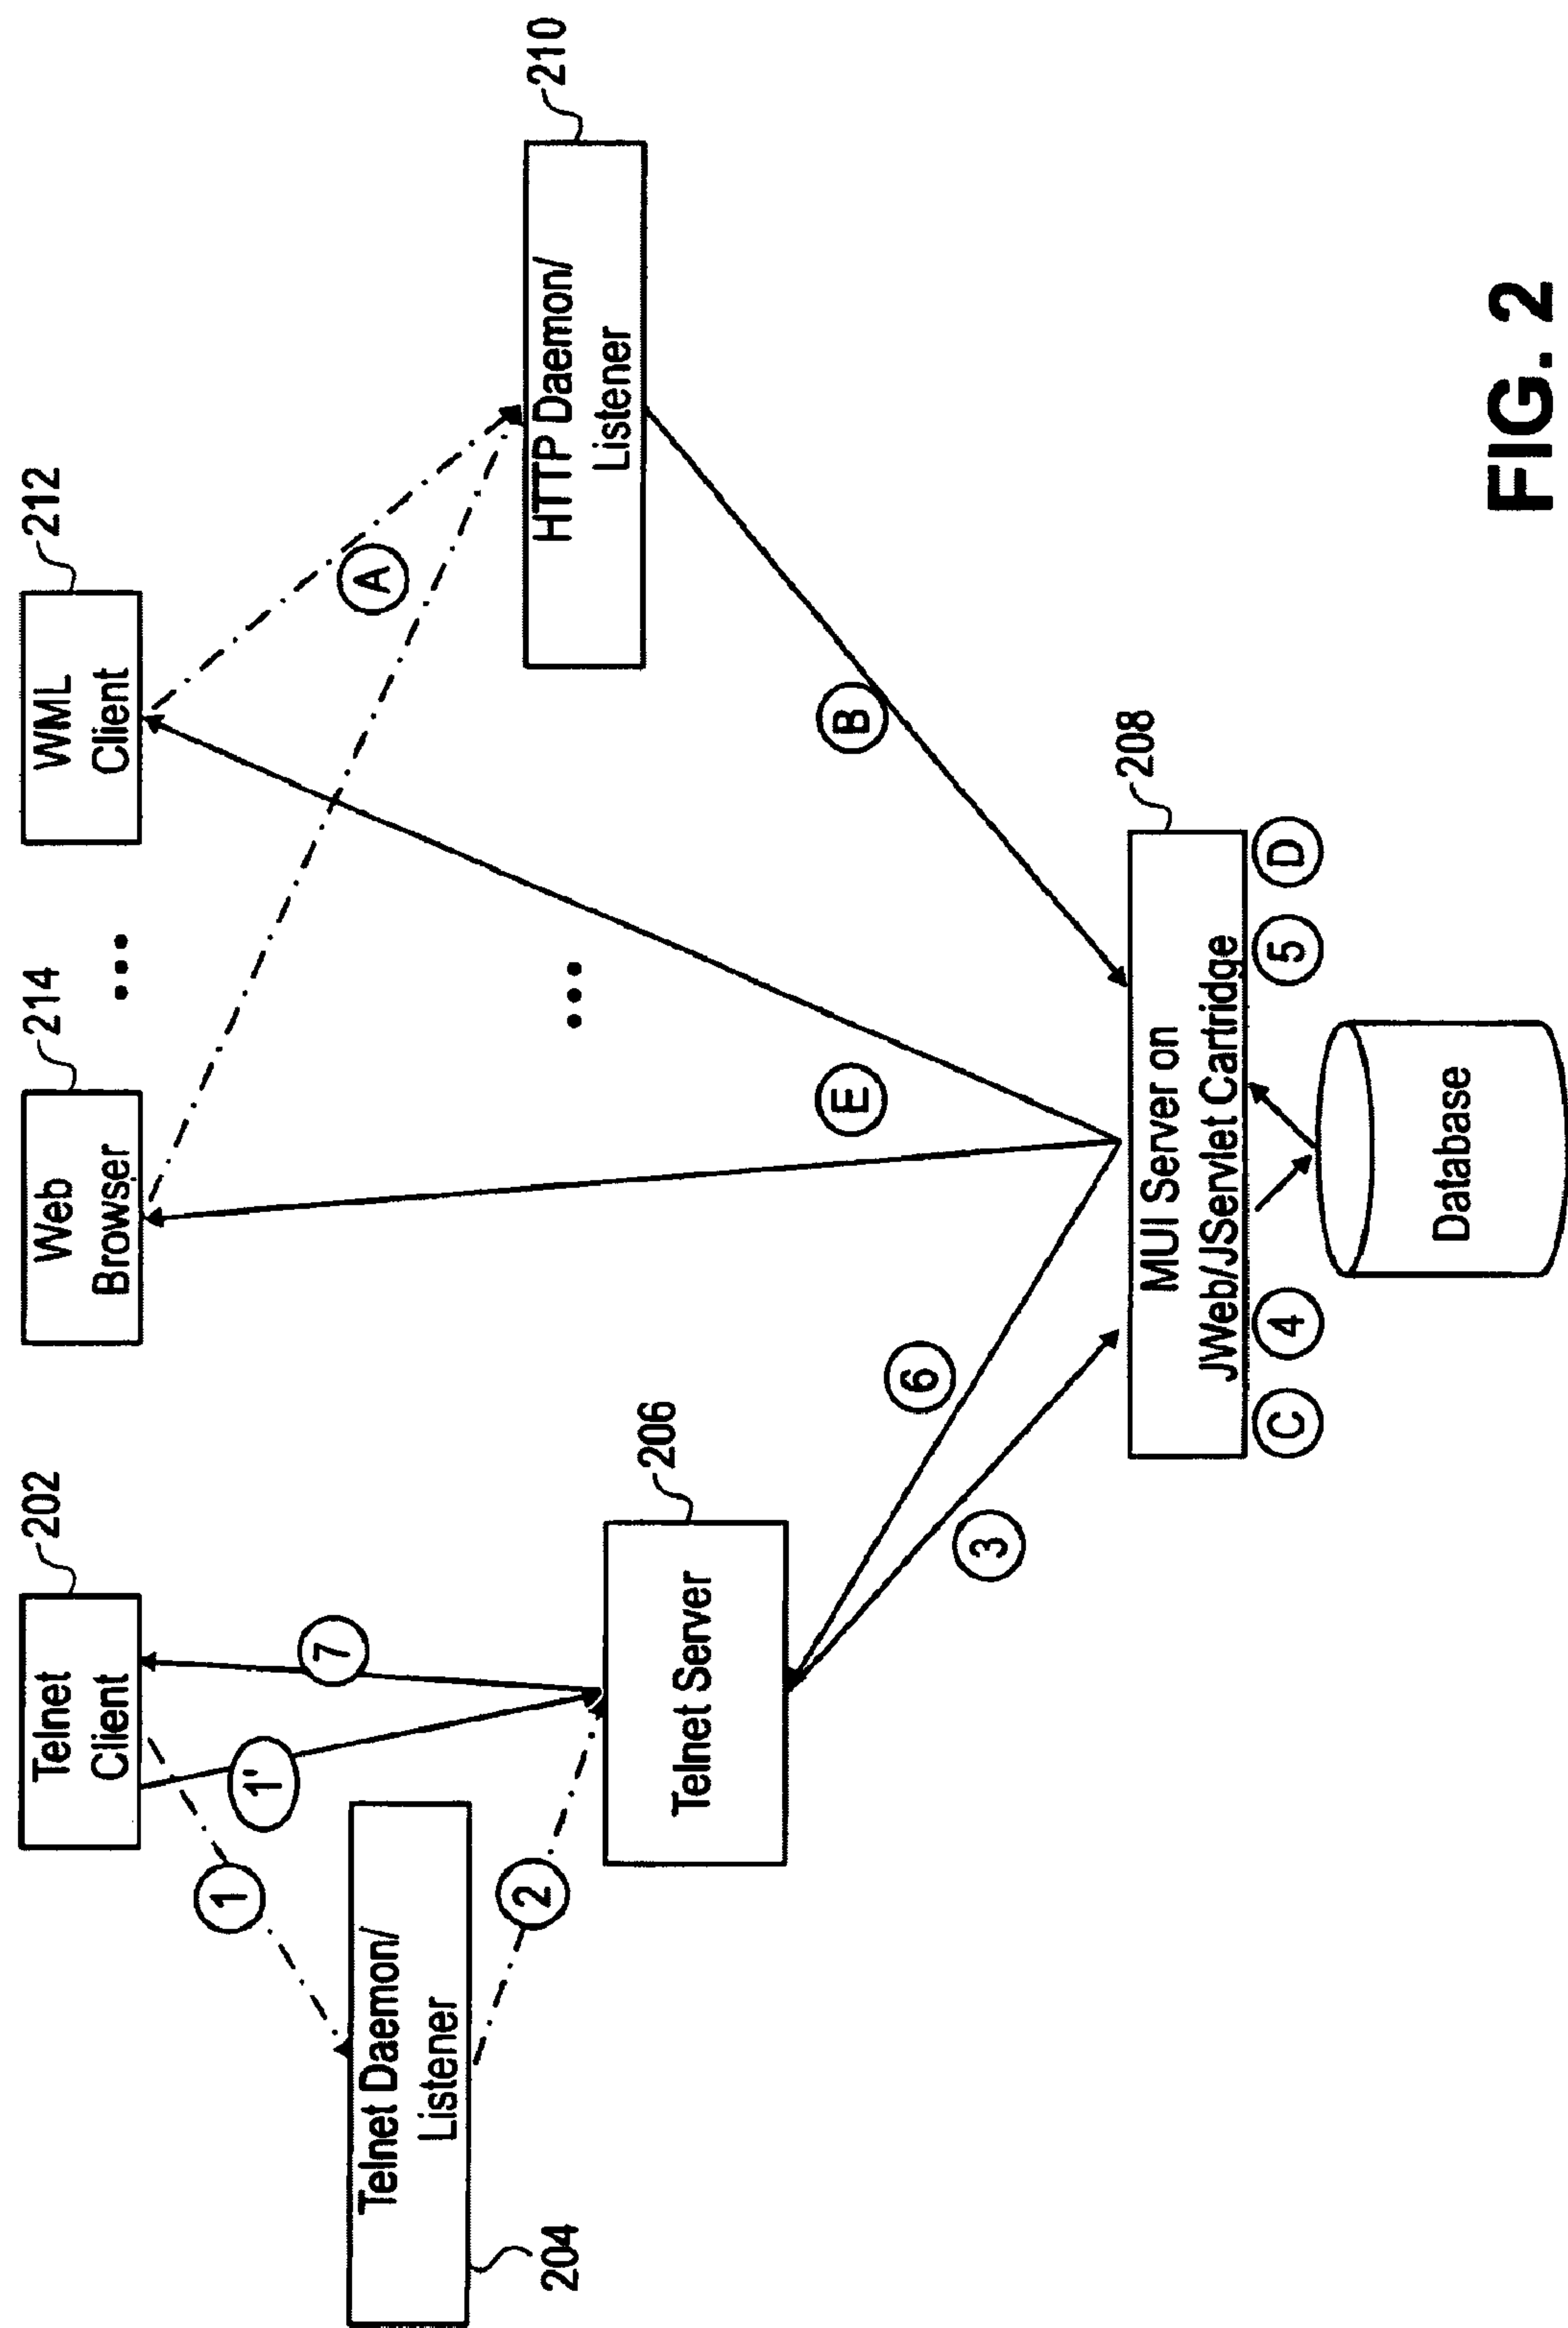 202
Telnet
Client
214
Web
Browser
212
WML
Client
1
1'
7
A
204
Telnet Daemon/
Listener
210
HTTP Daemon/
Listener
2
206
Telnet Server
6
E
B
3
208
MUI Server on
JWeb/JServlet Cartridge
C
4
5
D
Database
FIG. 2